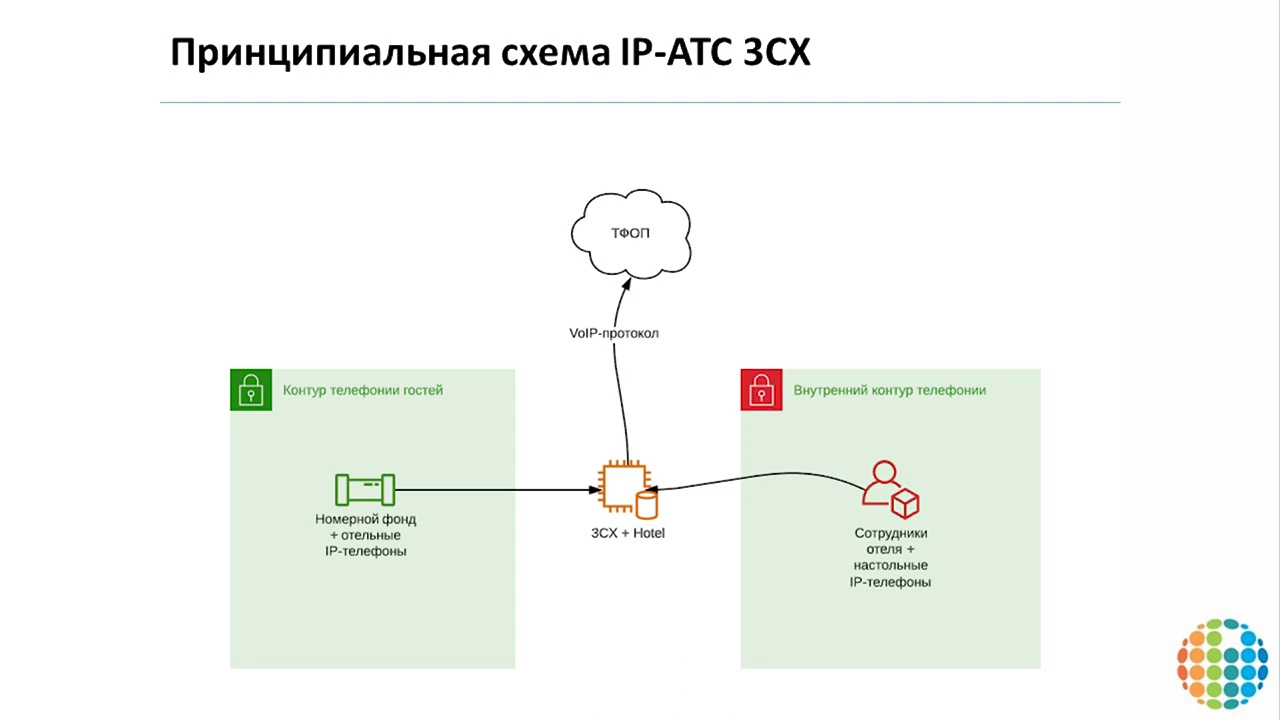 Принципиальная схема IP-АТС 3CX
ТФОП
VoIP-протокол
Контур телефонии гостей
Внутренний контур телефонии
Номерной фонд
+ отельные
IP-телефоны
3CX + Hotel
Сотрудники
отеля +
настольные
IP-телефоны